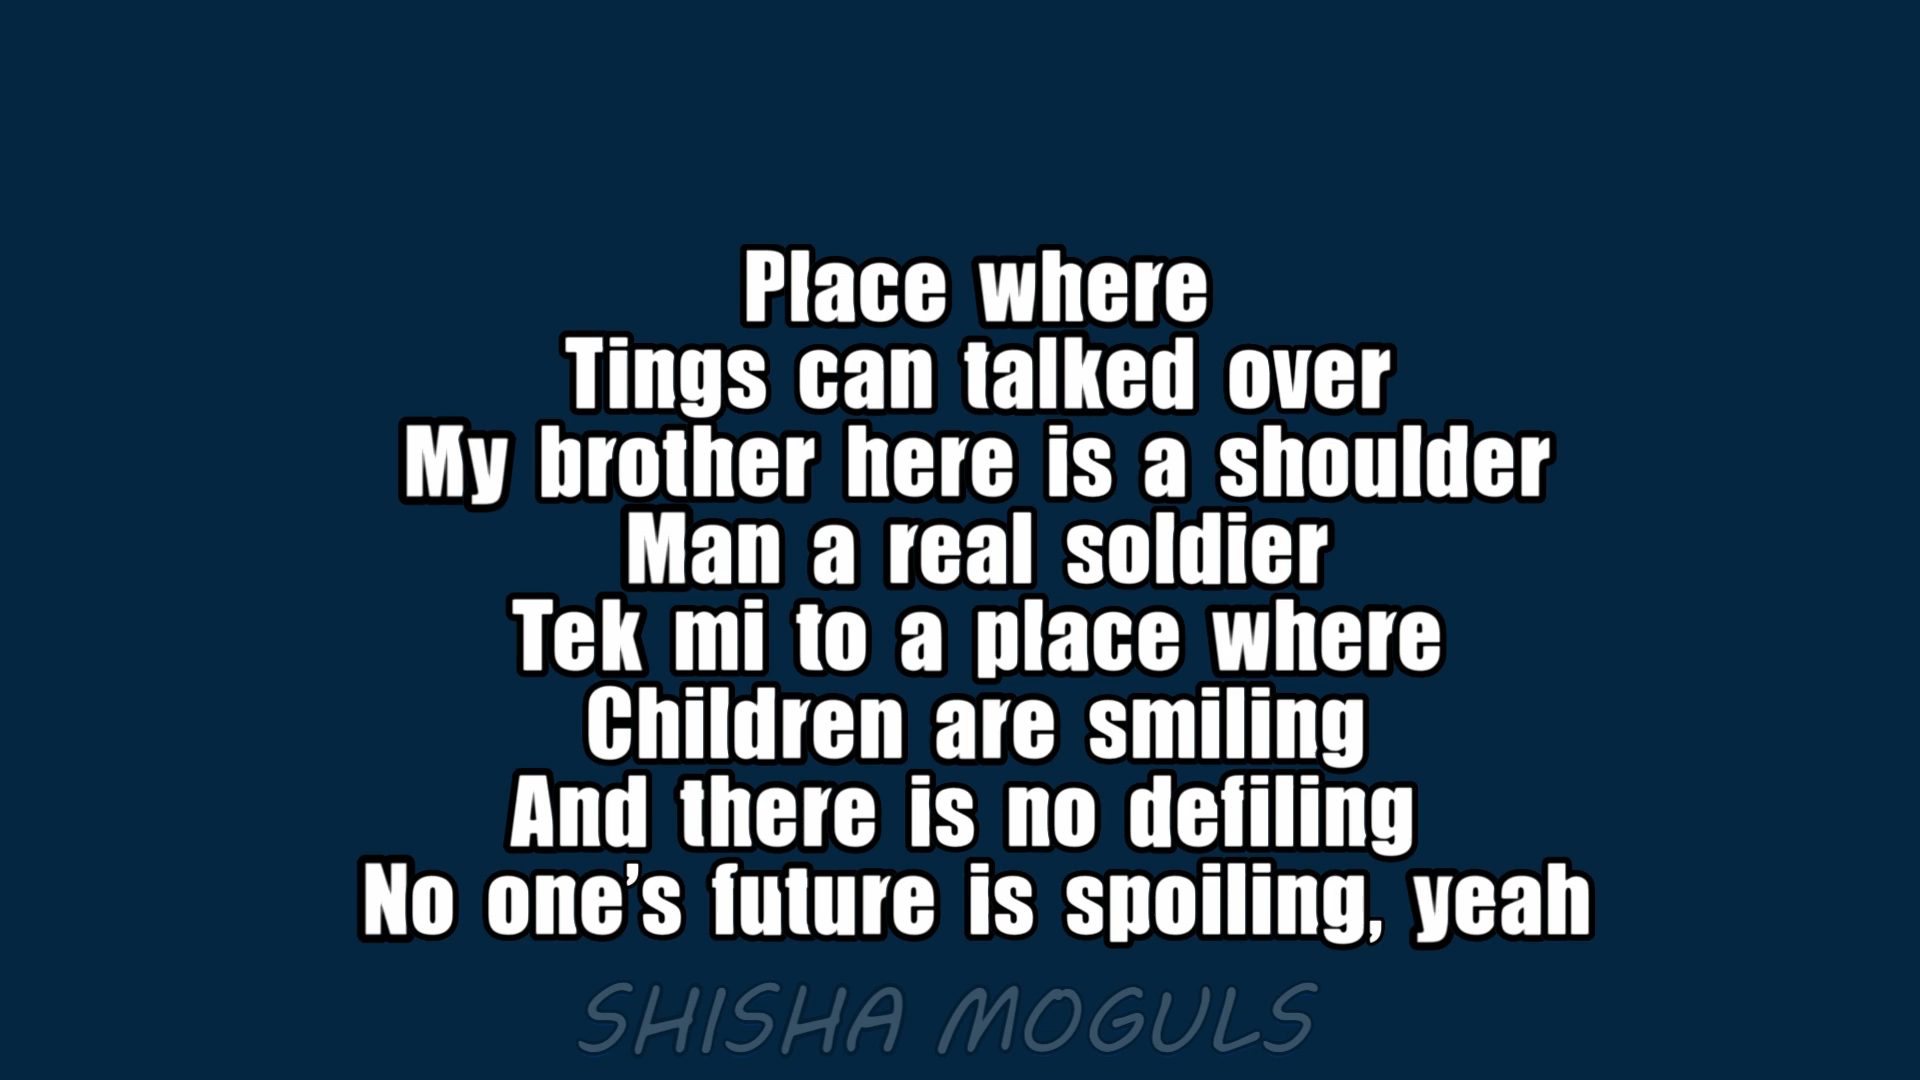 Place where
Tings can talked over
My brother here is a shoulder
Man a real soldier
Tek mi to a place where
Children are smiling
And there is no defiling
No one’s future is spoiling, yeah
SHISHA MOGULS